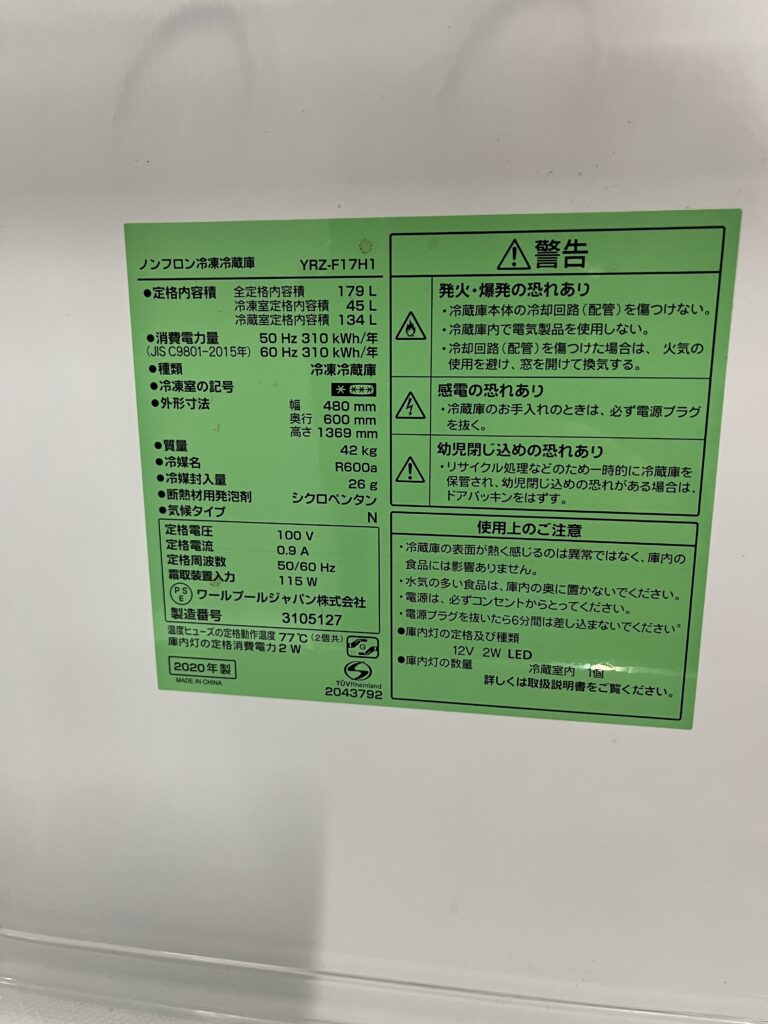 ノンフロン冷凍冷蔵庫 YRZ-F17H1
●定格内容積 全定格内容積 179 L
冷凍室定格内容積 45 L
冷蔵室定格内容積 134 L
●消費電力量 50 Hz 310 kWh/年
(JIS C9801-2015年) 60 Hz 310 kWh/年
●種類 冷凍冷蔵庫
●冷凍室の記号 * ***
●外形寸法 幅 480 mm
奥行 600 mm
高さ 1369 mm
●質量 42 kg
●冷媒名 R600a
●冷媒封入量 26 g
●断熱材用発泡剤 シクロペンタン
●気候タイプ N
定格電圧 100 V
定格電流 0.9 A
定格周波数 50/60 Hz
霜取装置入力 115 W
PSE ワールプールジャパン株式会社
製造番号 3105127
温度ヒューズの定格動作温度 77℃(2個共)
庫内灯の定格消費電力 2 W
2020年製
MADE IN CHINA
TÜVRheinland
2043792
警告
発火・爆発の恐れあり
・冷蔵庫本体の冷却回路(配管)を傷つけない。
・冷蔵庫内で電気製品を使用しない。
・冷却回路(配管)を傷つけた場合は、火気の
使用を避け、窓を開けて換気する。
感電の恐れあり
・冷蔵庫のお手入れのときは、必ず電源プラグ
を抜く。
幼児閉じ込めの恐れあり
・リサイクル処理などのため一時的に冷蔵庫を
保管され、幼児閉じ込めの恐れがある場合は、
ドアパッキンをはずす。
使用上のご注意
・冷蔵庫の表面が熱く感じるのは異常ではなく、庫内の
食品には影響ありません。
・水気の多い食品は、庫内の奥に置かないでください。
・電源は、必ずコンセントからとってください。
・電源プラグを抜いたら6分間は差し込まないでください。
●庫内灯の定格及び種類
12V 2W LED
●庫内灯の数量 冷蔵室内 1個
詳しくは取扱説明書をご覧ください。